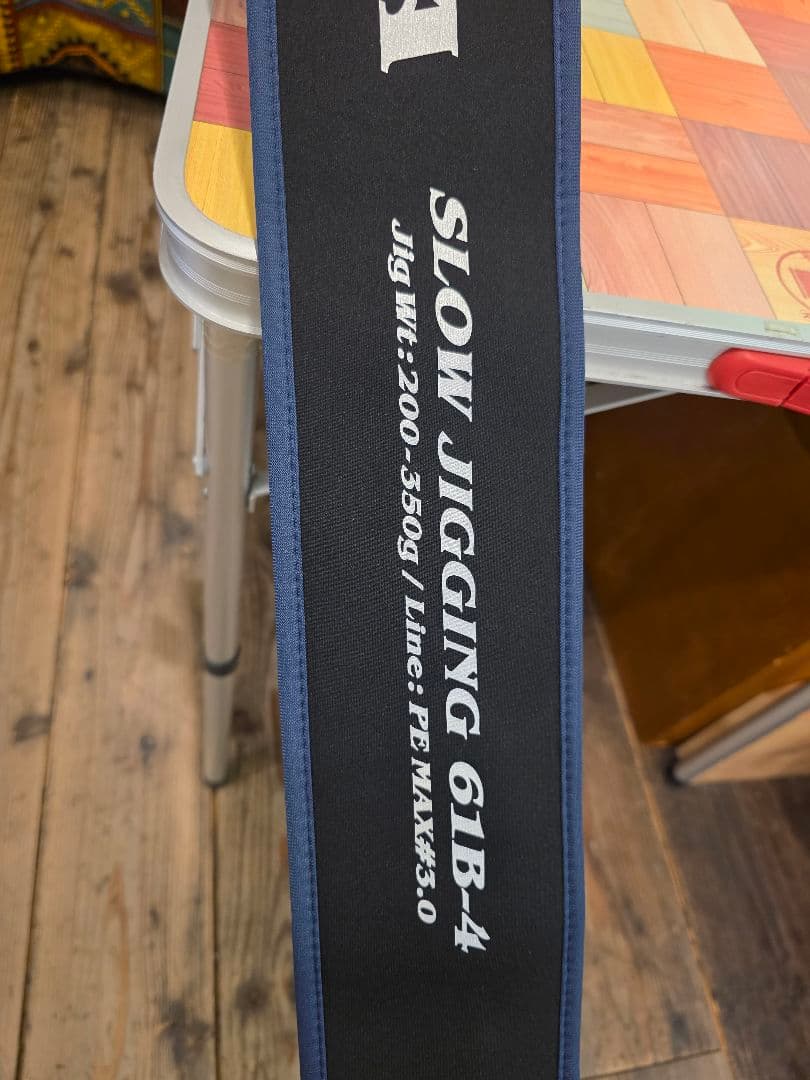 SLOW JIGGING 61B-4
Jig Wt:200-350g / Line: PE MAX#3.0